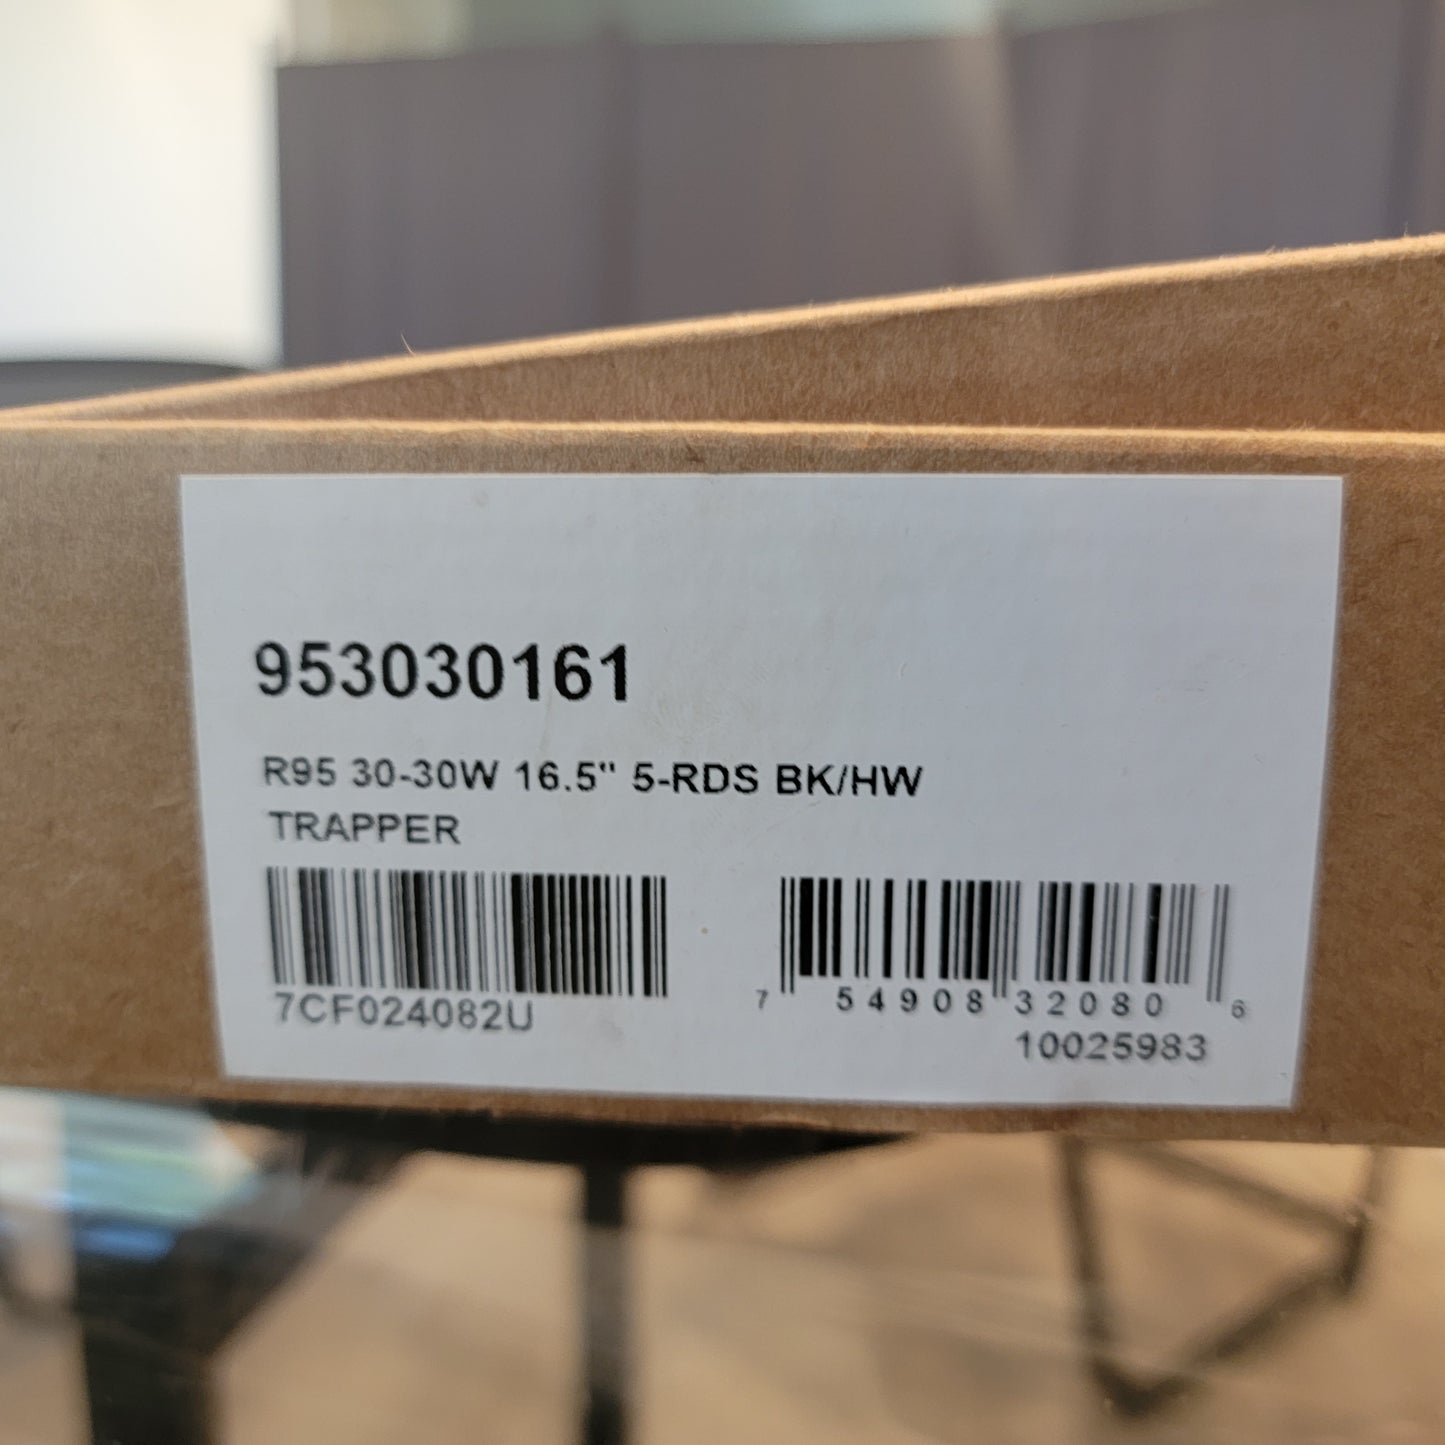 953030161
R95 30-30W 16.5" 5-RDS BK/HW
TRAPPER
7CF024082U
7 54908 32080 6
10025983